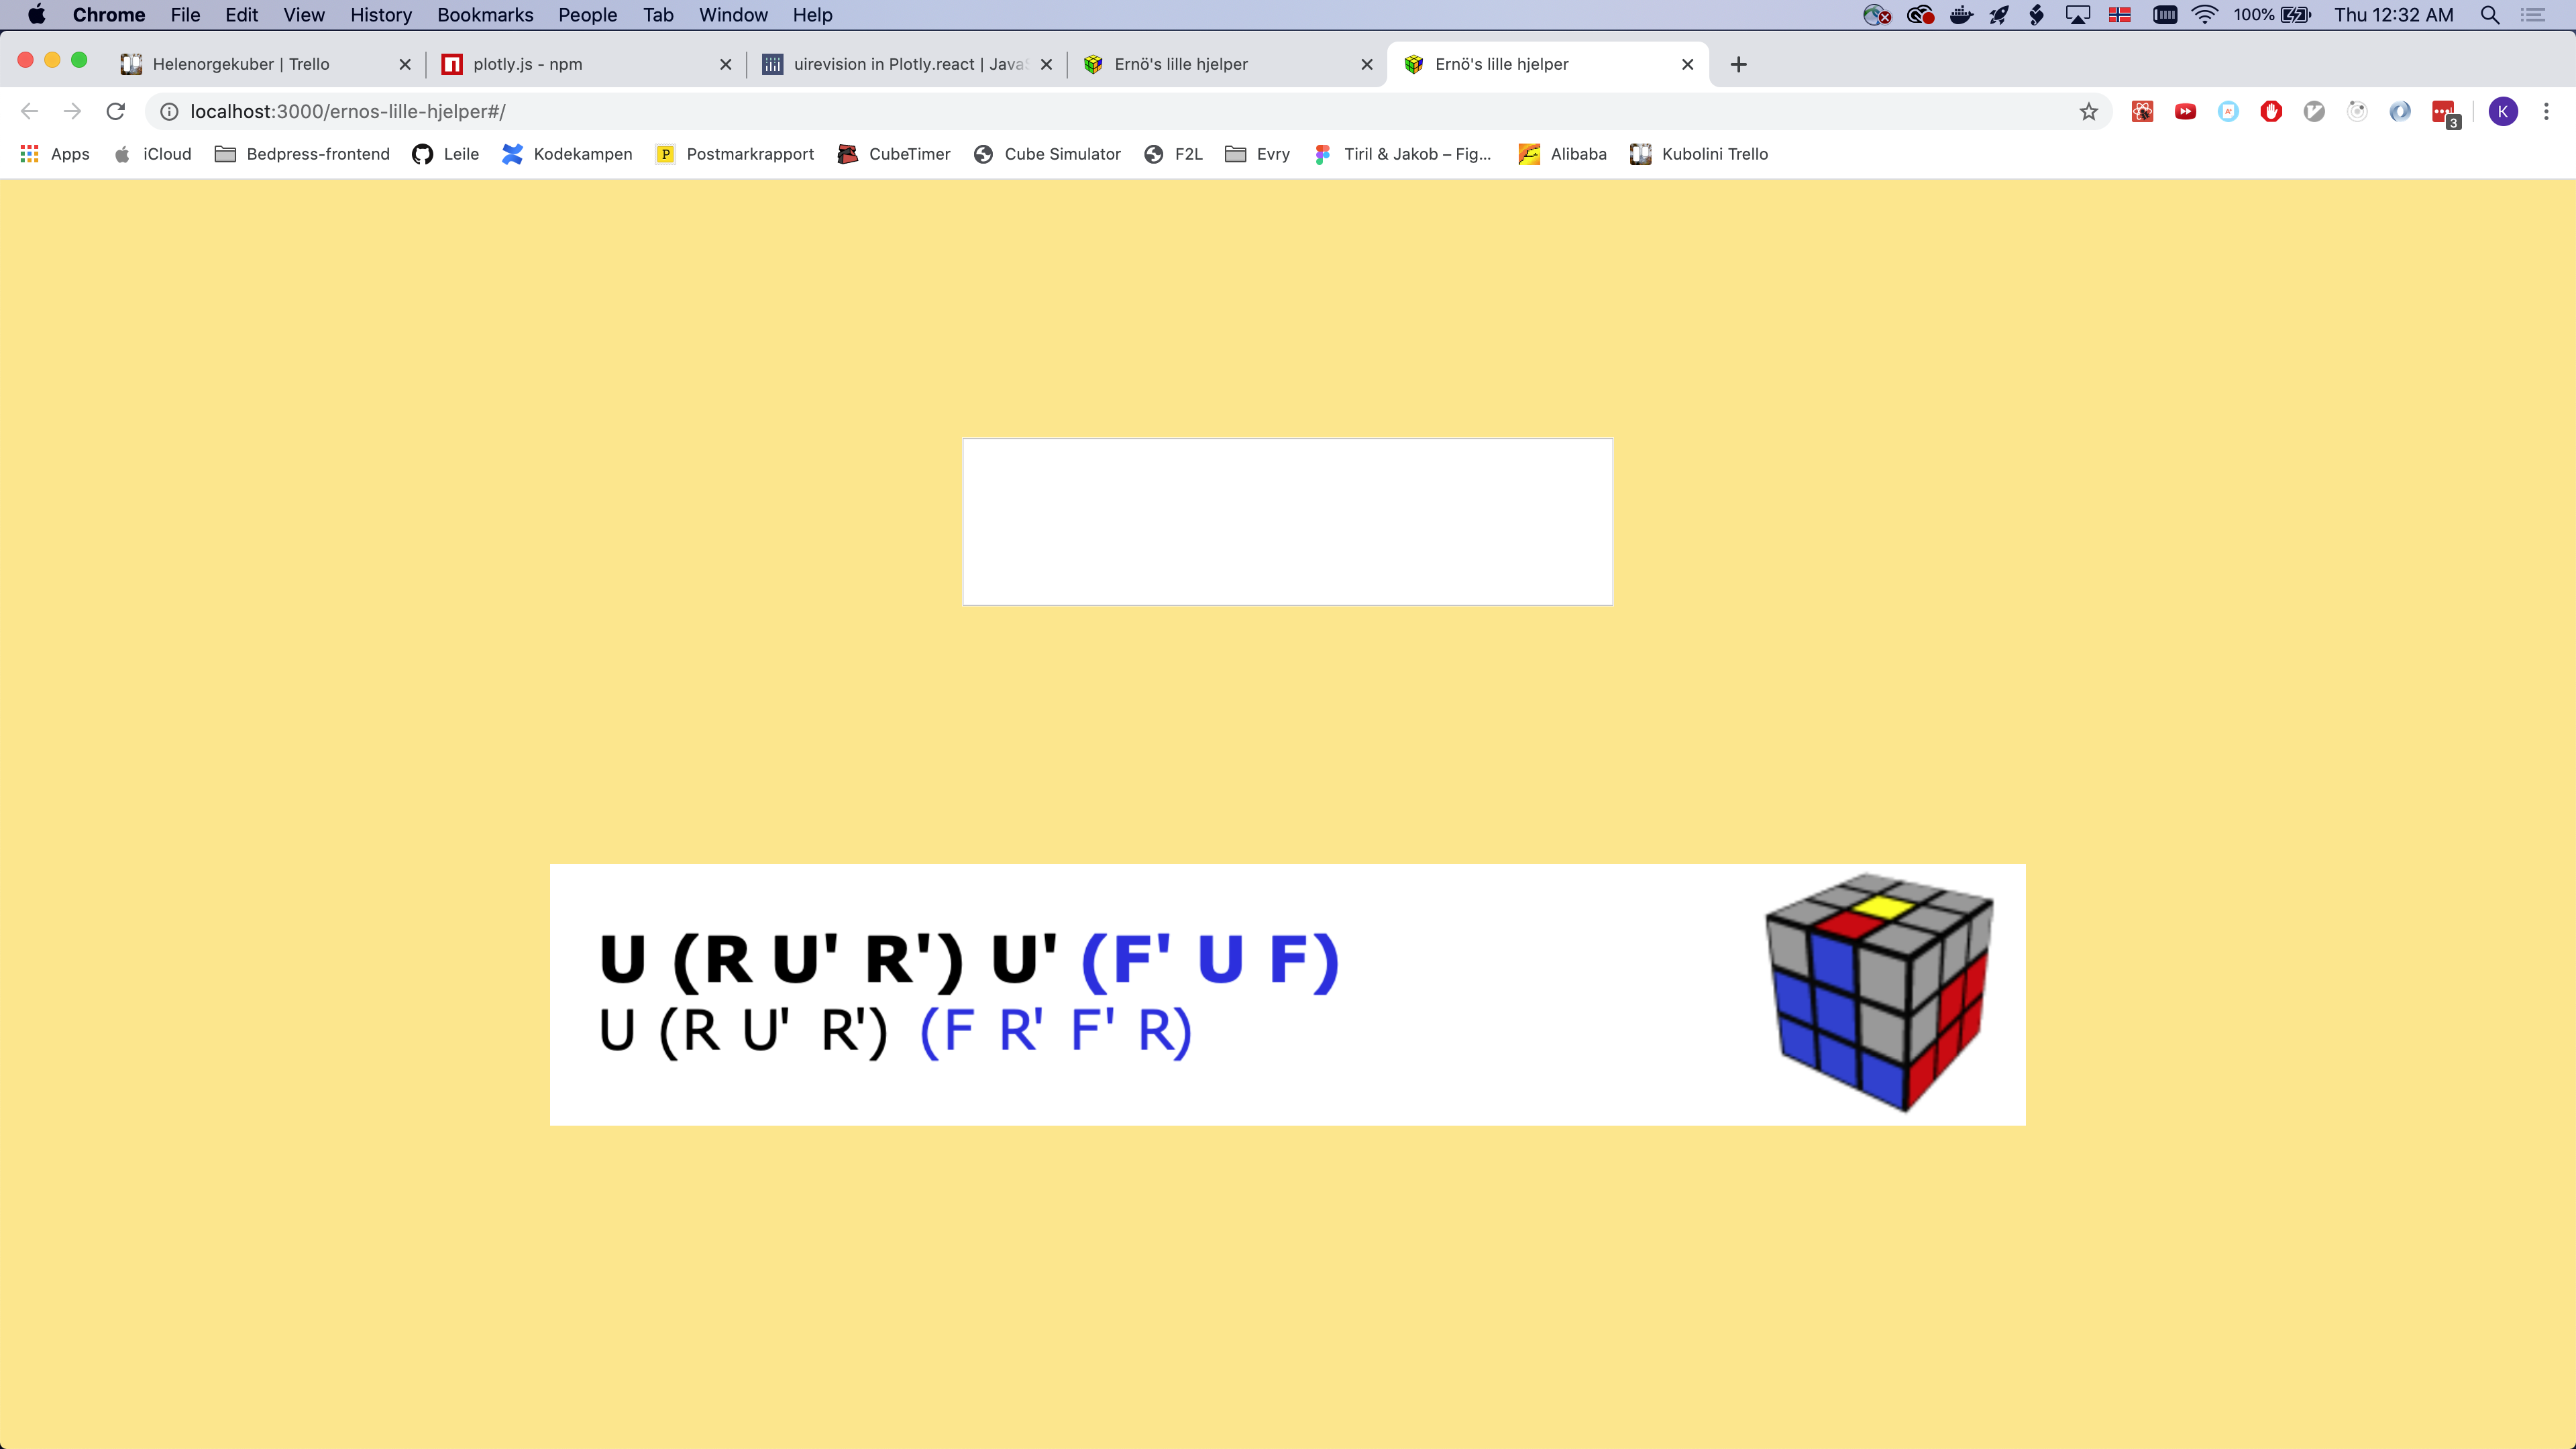 Chrome File Edit View History Bookmarks People Tab Window Help 100% Thu 12:32 AM
Helenorgekuber | Trello plotly.js - npm uirevision in Plotly.react | Java Ernö's lille hjelper Ernö's lille hjelper
localhost:3000/ernos-lille-hjelper#/ 3 K
Apps iCloud Bedpress-frontend Leile Kodekampen P Postmarkrapport CubeTimer Cube Simulator F2L Evry Tiril & Jakob – Fig... Alibaba Kubolini Trello
U (R U' R') U' (F' U F)
U (R U' R') (F R' F' R)